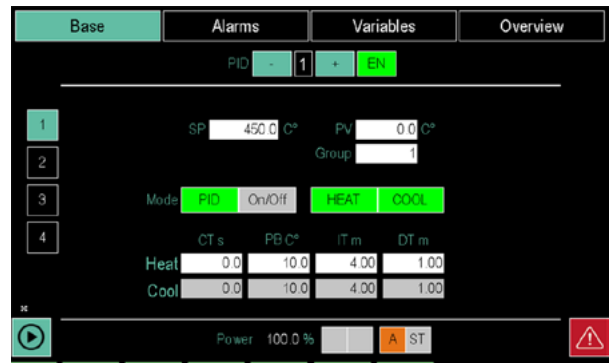 Base Alarms Variables Overview
PID - 1 + EN
1
SP 450.0 C° PV 0.0 C°
2
Group 1
3
Mode PID On/Off HEAT COOL
4
CT s PB C° IT m DT m
Heat 0.0 10.0 4.00 1.00
Cool 0.0 10.0 4.00 1.00
Power 100.0 % A ST